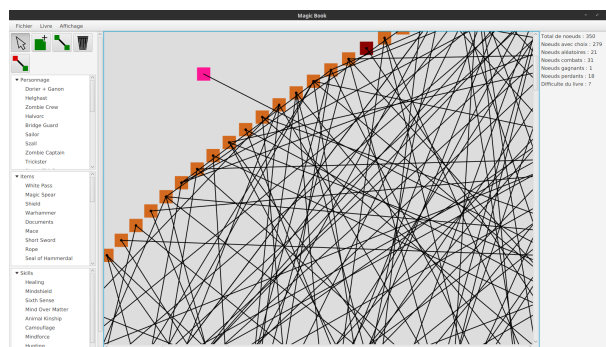 Magic Book
Fichier Livre Affichage
Personnage
Dorier + Ganon
Helghast
Zombie Crew
Halvorc
Bridge Guard
Sailor
Szall
Zombie Captain
Trickster
Items
White Pass
Magic Spear
Shield
Warhammer
Documents
Mace
Short Sword
Rope
Seal of Hammerdal
Skills
Healing
Mindshield
Sixth Sense
Mind Over Matter
Animal Kinship
Camouflage
Mindforce
Hunting
Total de noeuds : 350
Noeuds avec choix : 279
Noeuds aléatoires : 21
Noeuds combats : 31
Noeuds gagnants : 1
Noeuds perdants : 18
Difficulte du livre : ?